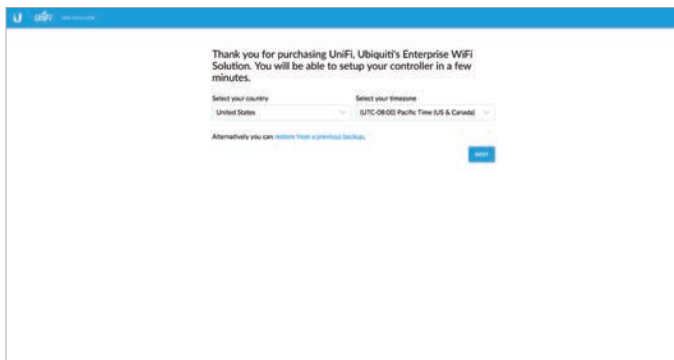 U UniFi
Thank you for purchasing UniFi, Ubiquiti's Enterprise WiFi
Solution. You will be able to setup your controller in a few
minutes.
Select your country Select your timezone
United States (UTC-08:00) Pacific Time (US & Canada)
Alternatively you can restore from a previous backup.
NEXT